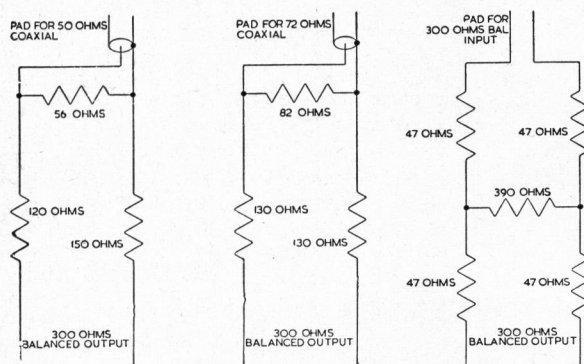 PAD FOR 50 OHMS
COAXIAL
56 OHMS
120 OHMS
150 OHMS
300 OHMS
BALANCED OUTPUT
PAD FOR 72 OHMS
COAXIAL
82 OHMS
130 OHMS
130 OHMS
300 OHMS
BALANCED OUTPUT
PAD FOR
300 OHMS BAL
INPUT
47 OHMS
47 OHMS
390 OHMS
47 OHMS
47 OHMS
300 OHMS
BALANCED OUTPUT